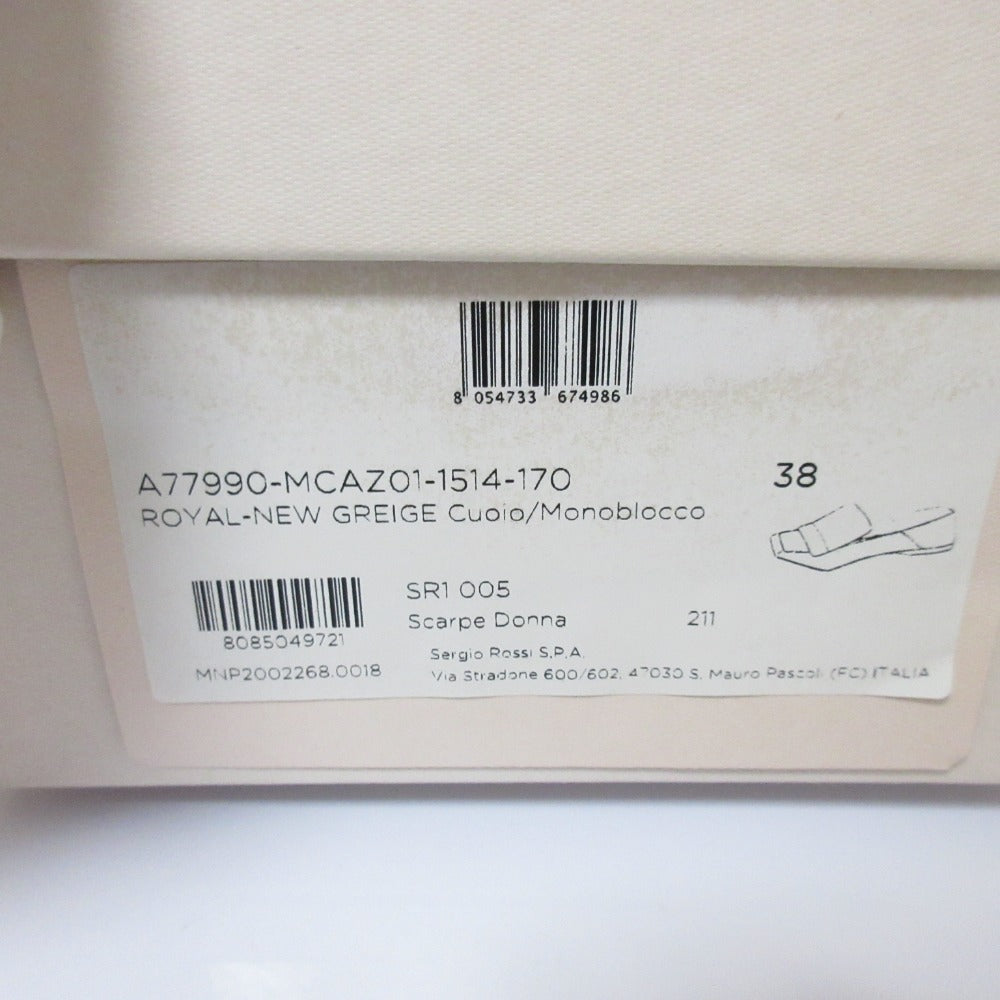 8 054733 674986
A77990-MCAZ01-1514-170
38
ROYAL-NEW GREIGE Cuoio/Monoblocco
SR1 005
8085049721
Scarpe Donna
211
MNP2002268.0018
Sergio Rossi S.P.A.
Via Stradone 600/602, 47030 S. Mauro Pascoli (FC) ITALIA